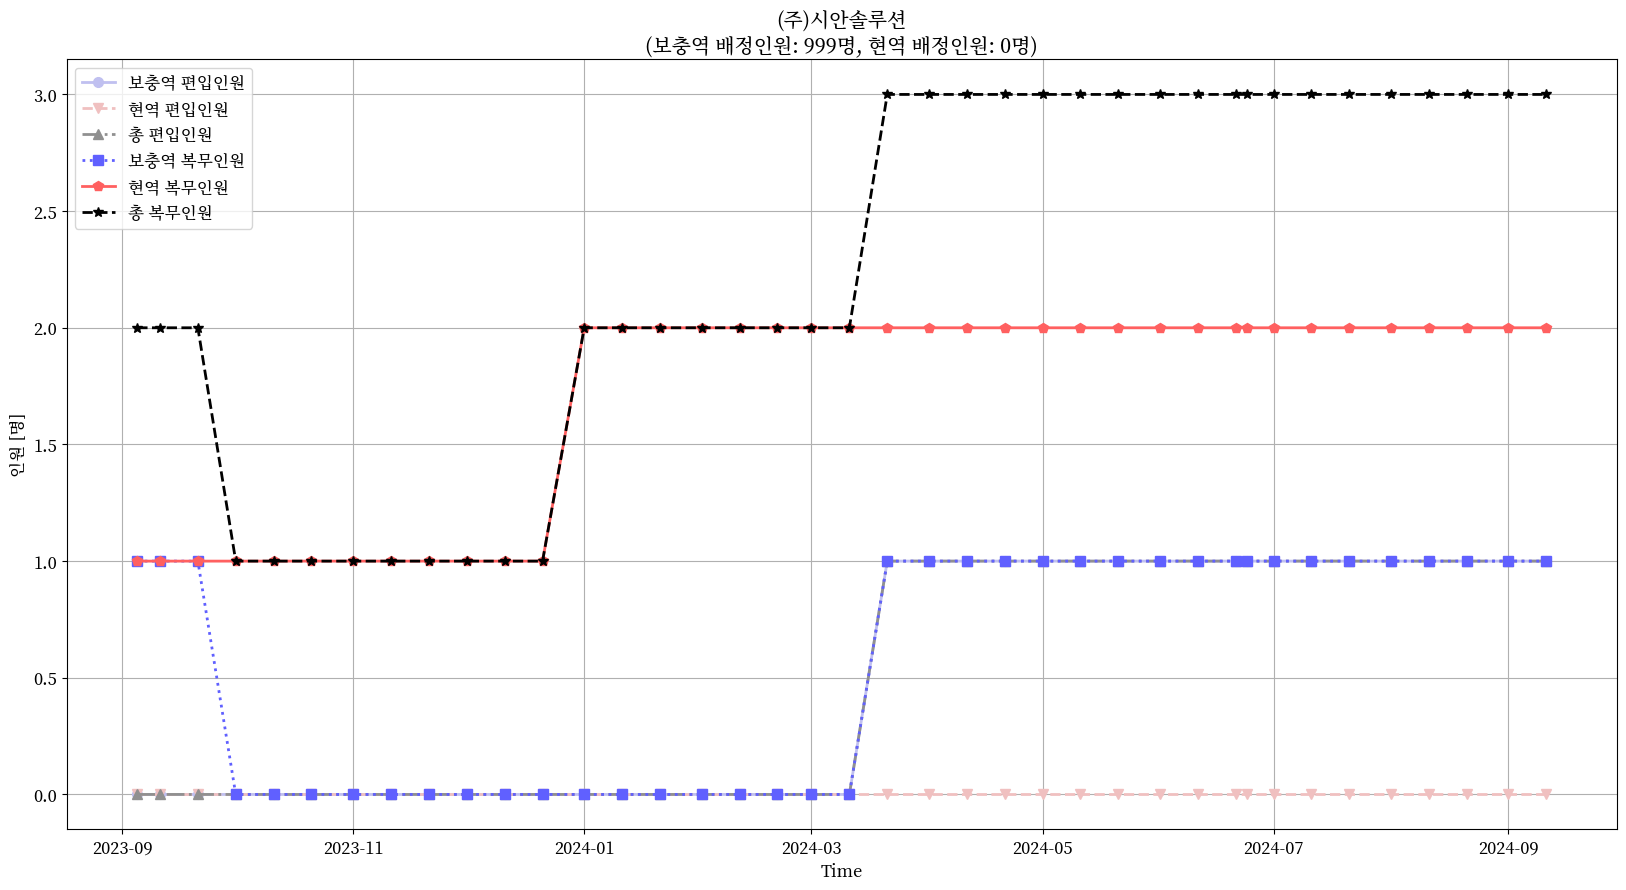 (주)시안솔루션
(보충역 배정인원: 999명, 현역 배정인원: 0명)
보충역 편입인원
현역 편입인원
총 편입인원
보충역 복무인원
현역 복무인원
총 복무인원
3.0
2.5
2.0
1.5
1.0
0.5
0.0
인원 [명]
2023-09
2023-11
2024-01
2024-03
2024-05
2024-07
2024-09
Time